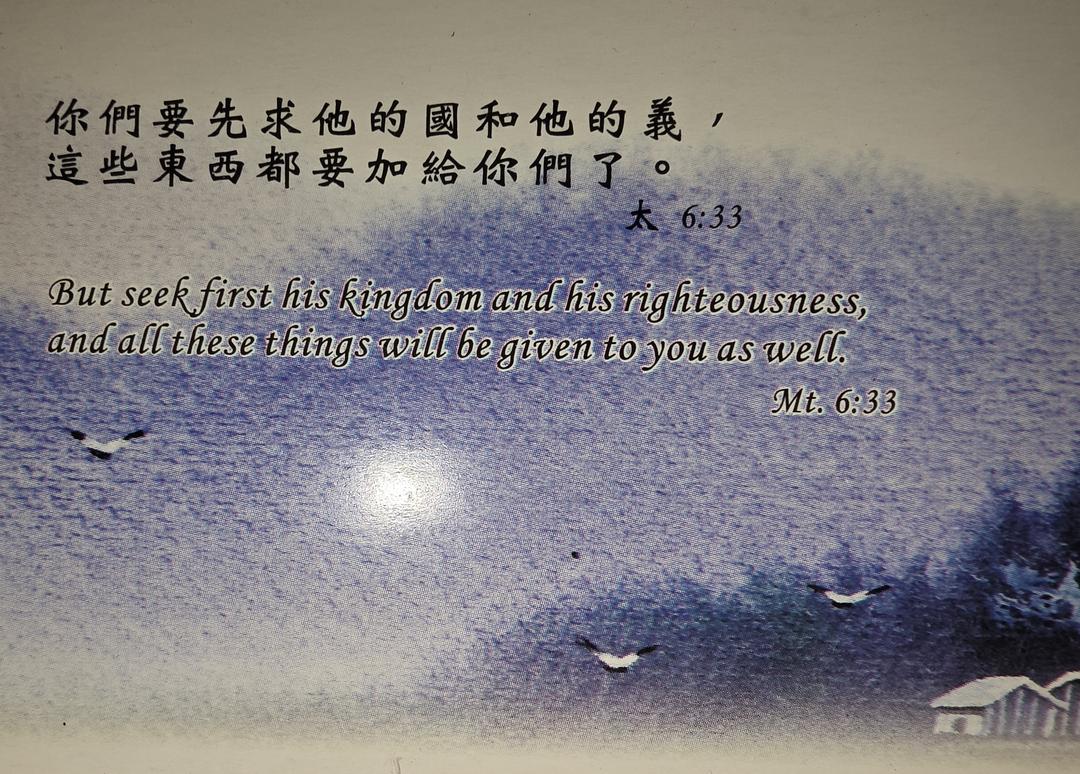 你們要先求他的國和他的義，
這些東西都要加給你們了。
太 6:33
But seek first his kingdom and his righteousness,
and all these things will be given to you as well.
Mt. 6:33